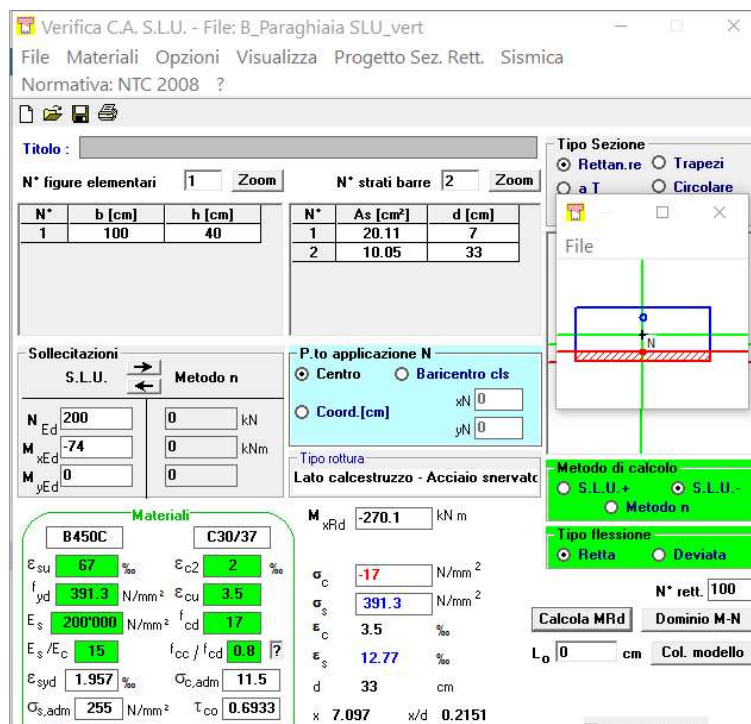 Verifica C.A. S.L.U. - File: B_Paraghiaia SLU_vert
File Materiali Opzioni Visualizza Progetto Sez. Rett. Sismica
Normativa: NTC 2008 ?
Titolo :
N° figure elementari 1 Zoom N° strati barre 2 Zoom
Tipo Sezione
Rettan.re Trapezi
a T Circolare
N° b [cm] h [cm]
1 100 40
N° As [cm²] d [cm]
1 20.11 7
2 10.05 33
File
N
Sollecitazioni
S.L.U. Metodo n
N Ed 200 0 kN
M xEd -74 0 kNm
M yEd 0 0
P.to applicazione N
Centro Baricentro cls
Coord.[cm] xN 0
yN 0
Tipo rottura
Lato calcestruzzo - Acciaio snervato
Metodo di calcolo
S.L.U.+ S.L.U.-
Metodo n
Tipo flessione
Retta Deviata
N° rett. 100
Calcola MRd Dominio M-N
L o 0 cm Col. modello
Materiali
B450C C30/37
ε su 67 ‰ ε c2 2 ‰
f yd 391.3 N/mm² ε cu 3.5
E s 200'000 N/mm² f cd 17
E s /E c 15 f cc / f cd 0.8 ?
ε syd 1.957 ‰ σ c,adm 11.5
σ s,adm 255 N/mm² τ co 0.6933
M xRd -270.1 kN m
σ c -17 N/mm²
σ s 391.3 N/mm²
ε c 3.5 ‰
ε s 12.77 ‰
d 33 cm
x 7.097 x/d 0.2151